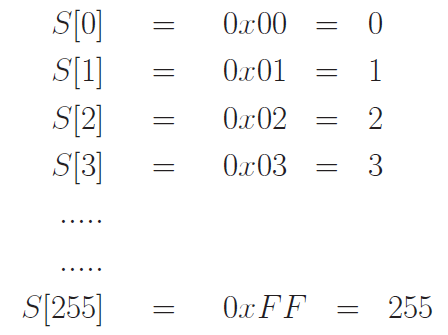 S[0] = 0x00 = 0
S[1] = 0x01 = 1
S[2] = 0x02 = 2
S[3] = 0x03 = 3
.....
.....
S[255] = 0xFF = 255